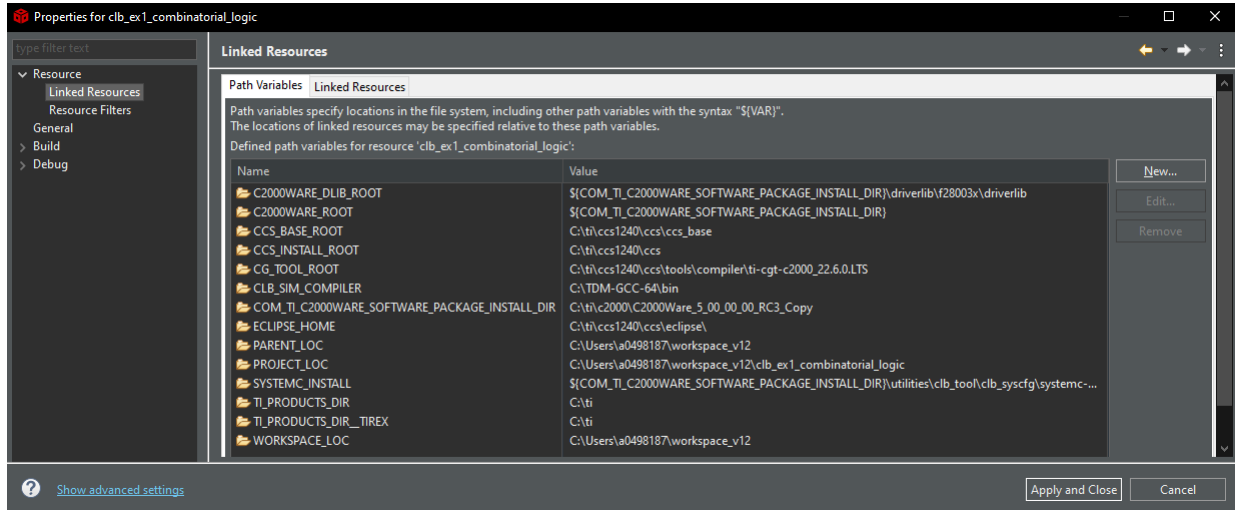 Properties for clb_ex1_combinatorial_logic
type filter text
Resource
Linked Resources
Resource Filters
General
Build
Debug
Linked Resources
Path Variables Linked Resources
Path variables specify locations in the file system, including other path variables with the syntax "${VAR}".
The locations of linked resources may be specified relative to these path variables.
Defined path variables for resource 'clb_ex1_combinatorial_logic':
Name Value
C2000WARE_DLIB_ROOT ${COM_TI_C2000WARE_SOFTWARE_PACKAGE_INSTALL_DIR}\driverlib\f28003x\driverlib
C2000WARE_ROOT ${COM_TI_C2000WARE_SOFTWARE_PACKAGE_INSTALL_DIR}
CCS_BASE_ROOT C:\ti\ccs1240\ccs\ccs_base
CCS_INSTALL_ROOT C:\ti\ccs1240\ccs
CG_TOOL_ROOT C:\ti\ccs1240\ccs\tools\compiler\ti-cgt-c2000_22.6.0.LTS
CLB_SIM_COMPILER C:\TDM-GCC-64\bin
COM_TI_C2000WARE_SOFTWARE_PACKAGE_INSTALL_DIR C:\ti\c2000\C2000Ware_5_00_00_00_RC3_Copy
ECLIPSE_HOME C:\ti\ccs1240\ccs\eclipse\
PARENT_LOC C:\Users\a0498187\workspace_v12
PROJECT_LOC C:\Users\a0498187\workspace_v12\clb_ex1_combinatorial_logic
SYSTEMC_INSTALL ${COM_TI_C2000WARE_SOFTWARE_PACKAGE_INSTALL_DIR}\utilities\clb_tool\clb_syscfg\systemc-...
TI_PRODUCTS_DIR C:\ti
TI_PRODUCTS_DIR__TIREX C:\ti
WORKSPACE_LOC C:\Users\a0498187\workspace_v12
New...
Edit...
Remove
? Show advanced settings
Apply and Close Cancel